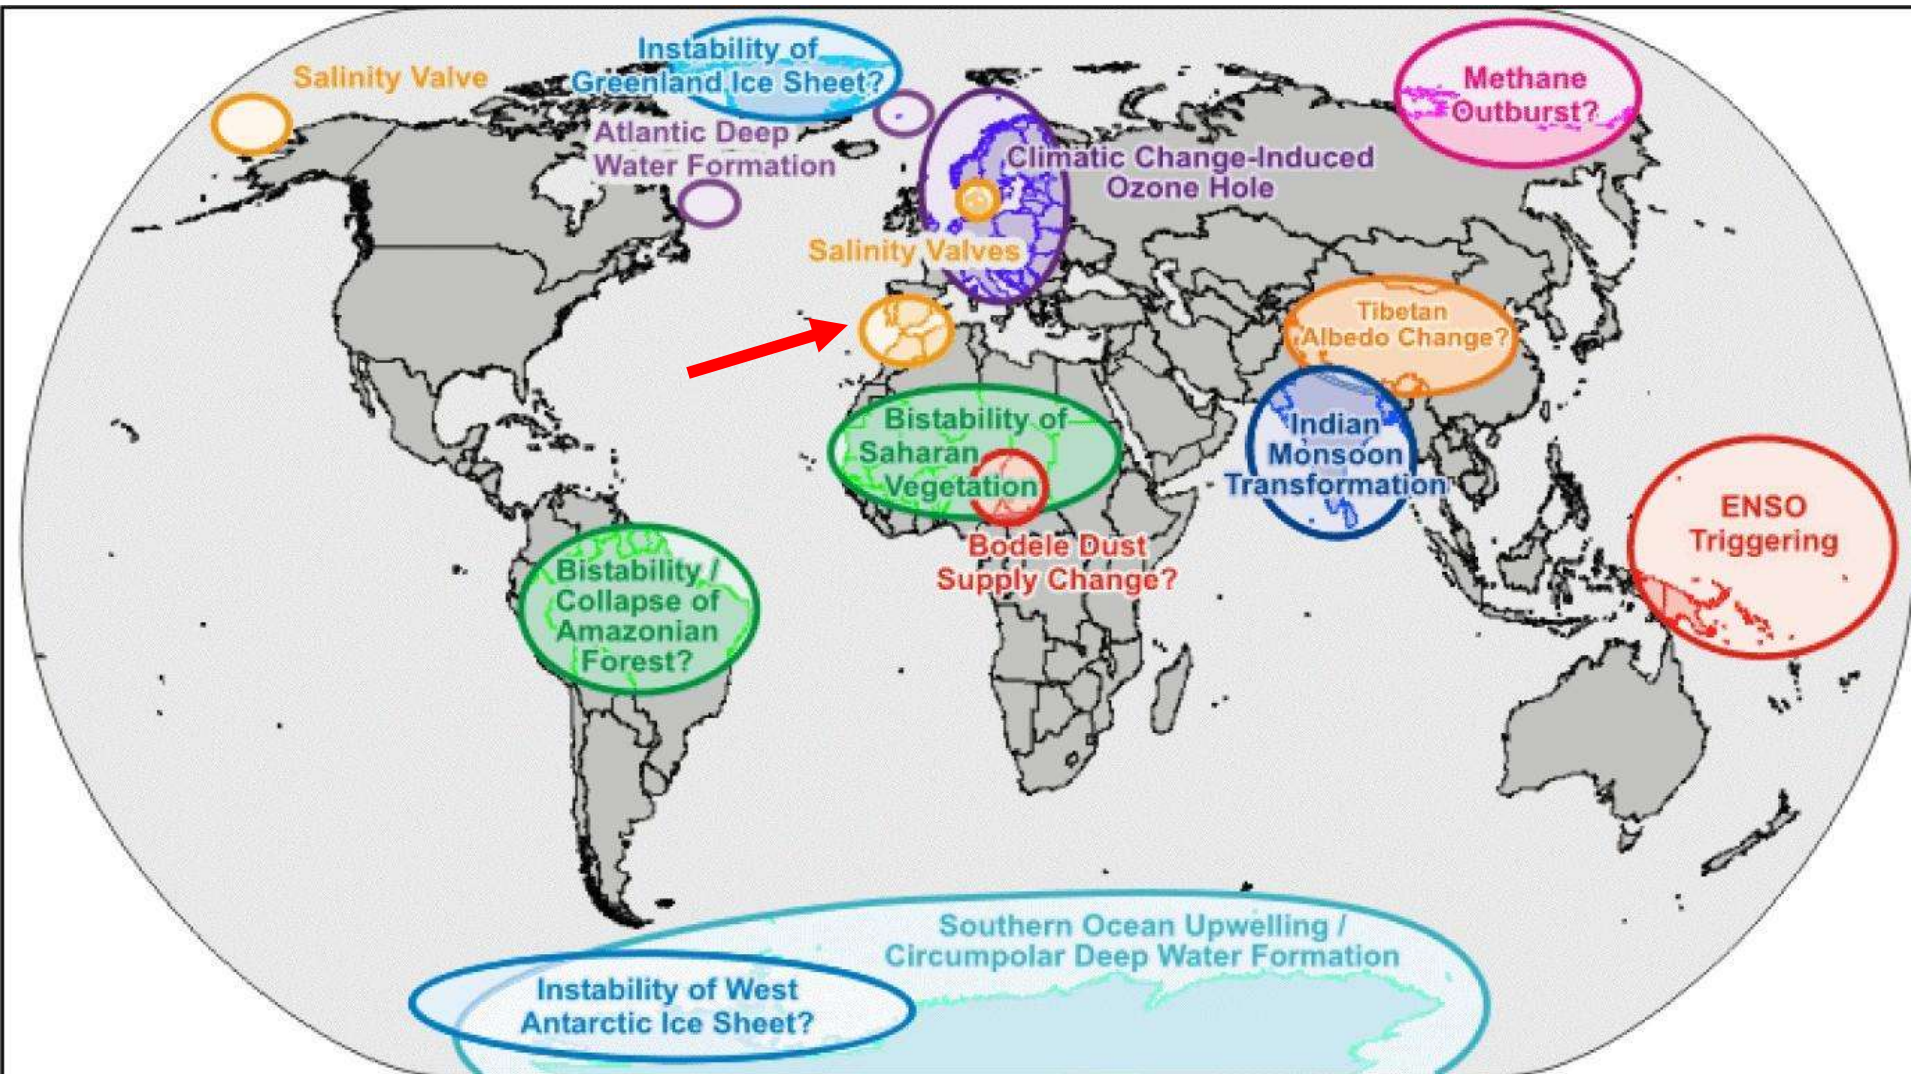 Salinity Valve
Instability of
Greenland Ice Sheet?
Methane
Outburst?
Atlantic Deep
Water Formation
Climatic Change-Induced
Ozone Hole
Salinity Valves
Tibetan
Albedo Change?
Bistability of
Saharan
Vegetation
Indian
Monsoon
Transformation
ENSO
Triggering
Bodele Dust
Supply Change?
Bistability /
Collapse of
Amazonian
Forest?
Southern Ocean Upwelling /
Circumpolar Deep Water Formation
Instability of West
Antarctic Ice Sheet?